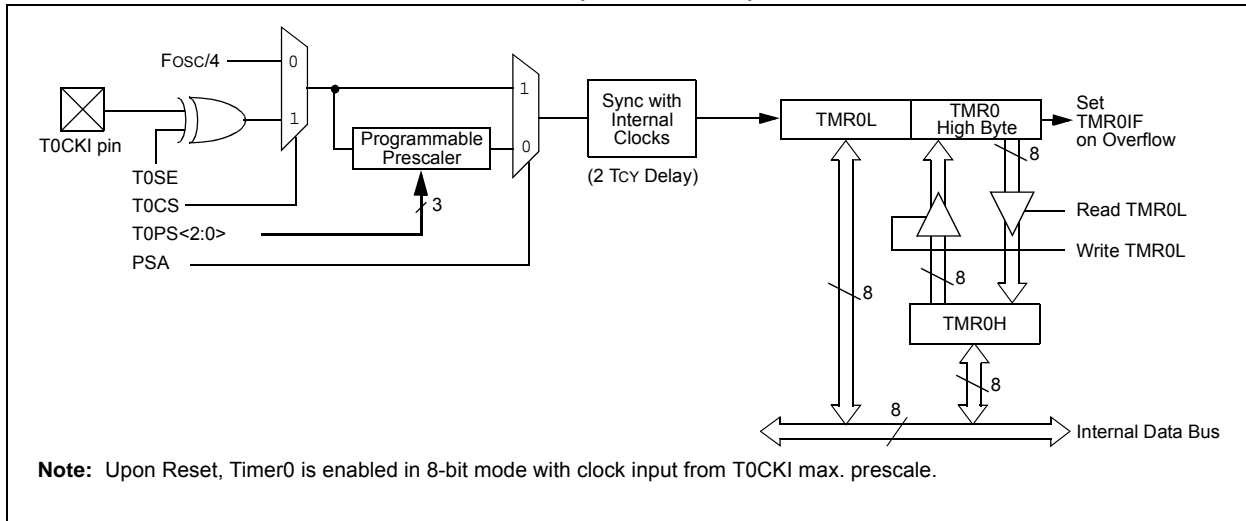 FOSC/4
0
1
T0CKI pin
T0SE
T0CS
T0PS<2:0>
PSA
Programmable
Prescaler
3
1
0
Sync with
Internal
Clocks
(2 TCY Delay)
TMR0L
TMR0
High Byte
Set
TMR0IF
on Overflow
8
Read TMR0L
Write TMR0L
8
8
TMR0H
8
8
Internal Data Bus
Note: Upon Reset, Timer0 is enabled in 8-bit mode with clock input from T0CKI max. prescale.